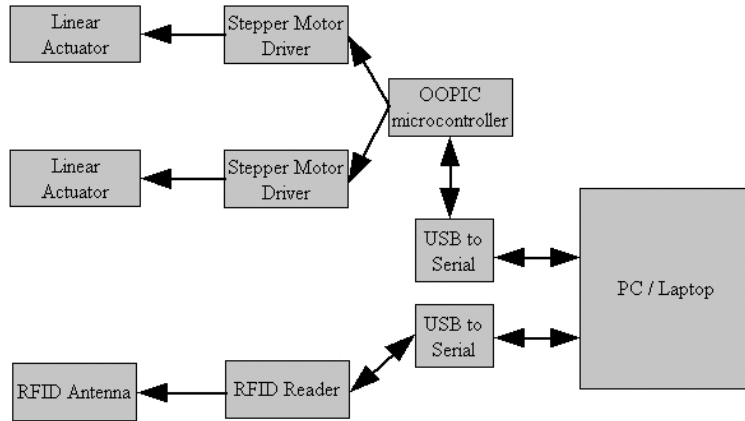 Linear
Actuator
Stepper Motor
Driver
OOPIC
microcontroller
Linear
Actuator
Stepper Motor
Driver
USB to
Serial
PC / Laptop
USB to
Serial
RFID Antenna
RFID Reader